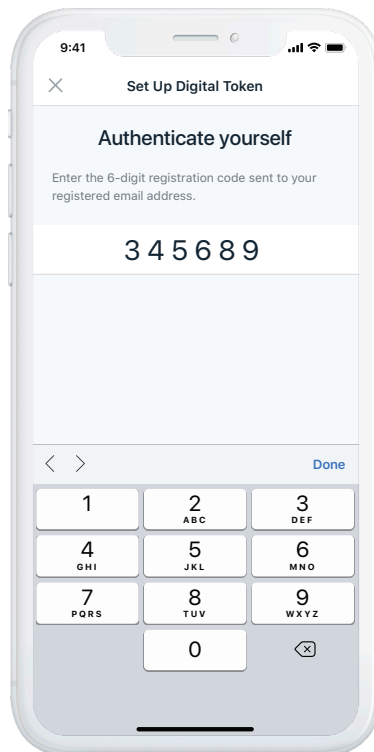 9:41
Set Up Digital Token
Authenticate yourself
Enter the 6-digit registration code sent to your
registered email address.
345689
Done
1 2 3
ABC DEF
4 5 6
GHI JKL MNO
7 8 9
PQRS TUV WXYZ
0